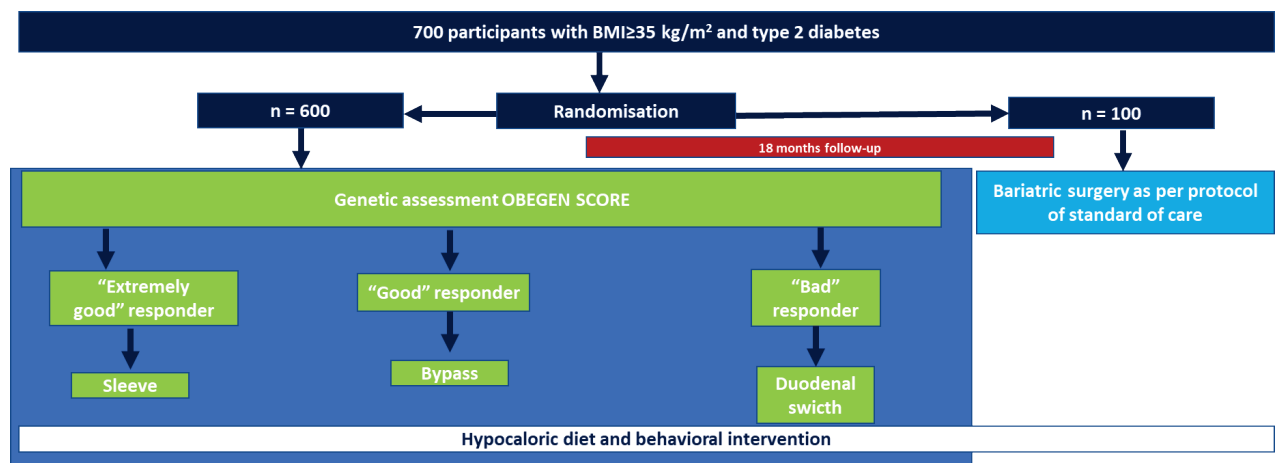 700 participants with BMI≥35 kg/m² and type 2 diabetes
n = 600
Randomisation
n = 100
18 months follow-up
Genetic assessment OBEGEN SCORE
Bariatric surgery as per protocol
of standard of care
“Extremely
good” responder
“Good” responder
“Bad”
responder
Sleeve
Bypass
Duodenal
swicth
Hypocaloric diet and behavioral intervention